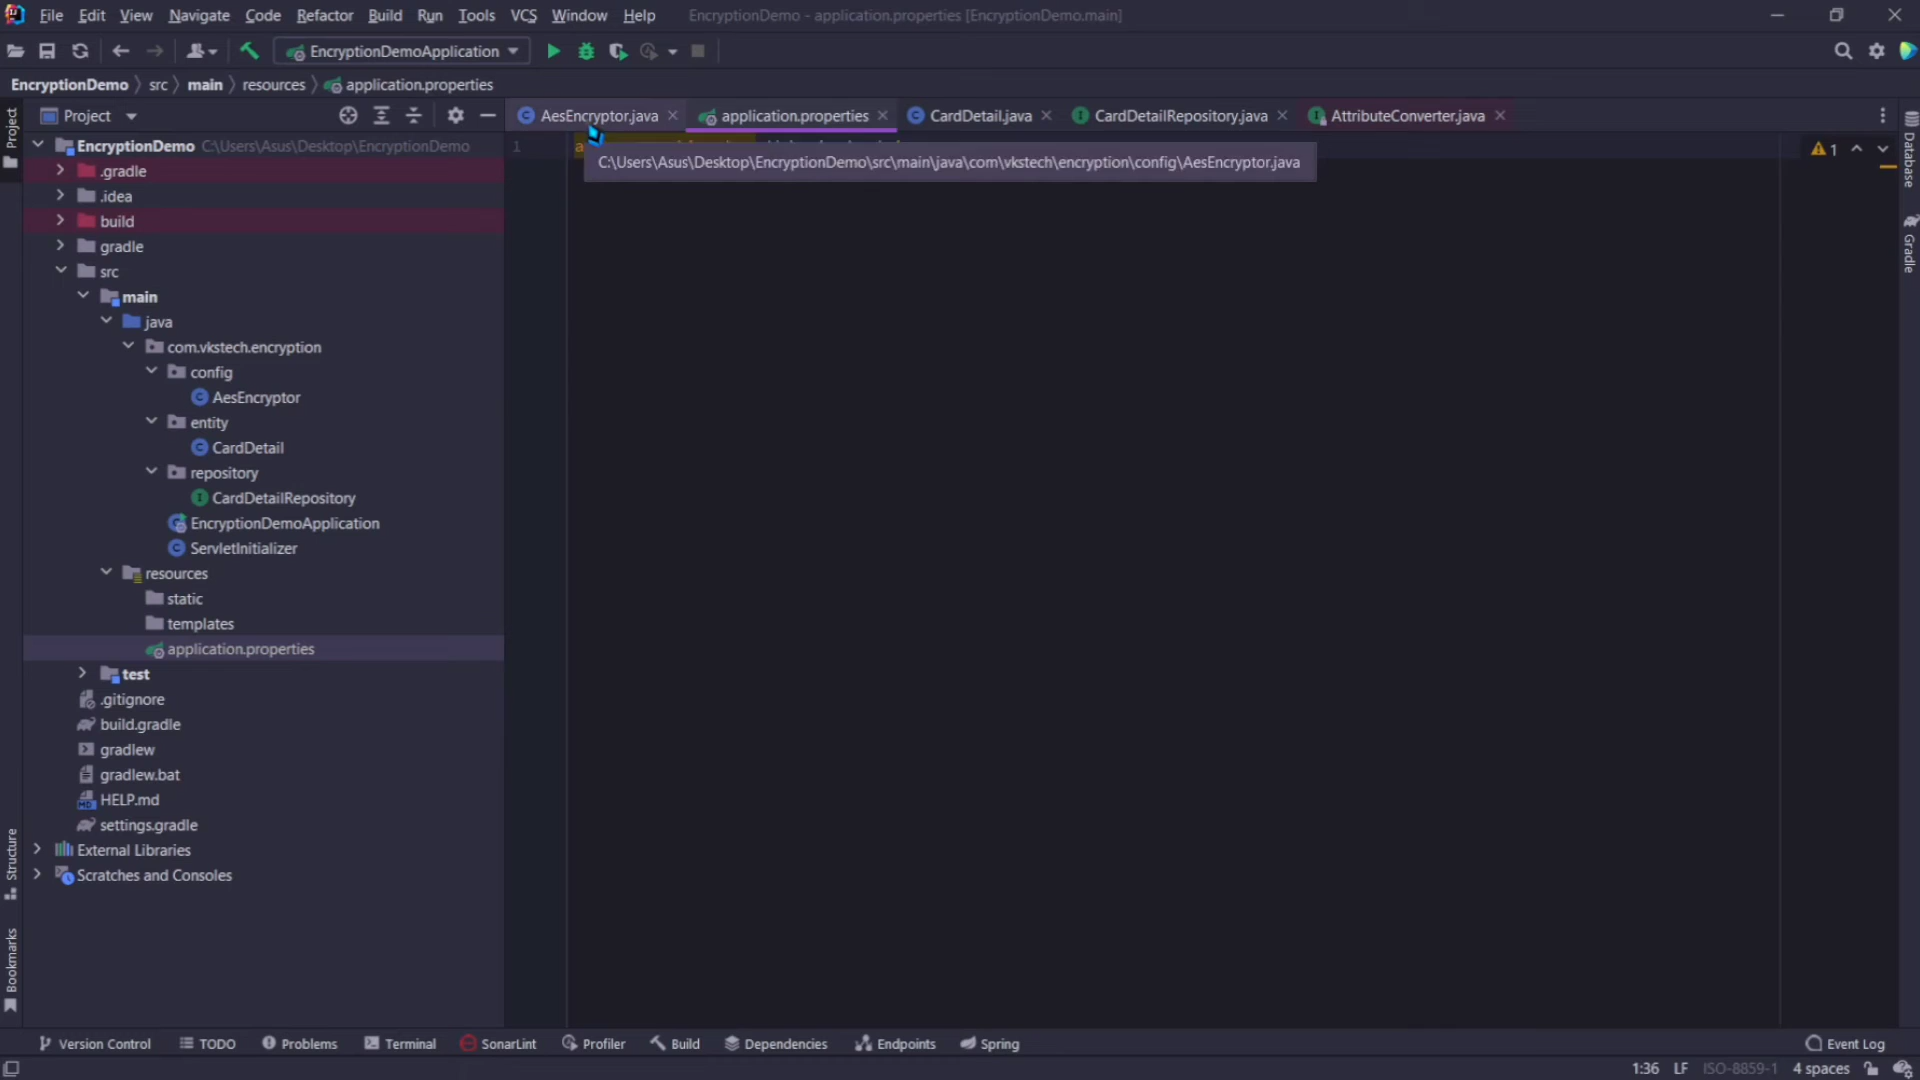 File Edit View Navigate Code Refactor Build Run Tools VCS Window Help EncryptionDemo - application.properties [EncryptionDemo.main]
EncryptionDemoApplication
EncryptionDemo src main resources application.properties
Project
AesEncryptor.java application.properties CardDetail.java CardDetailRepository.java AttributeConverter.java
EncryptionDemo C:\Users\Asus\Desktop\EncryptionDemo
1
1
C:\Users\Asus\Desktop\EncryptionDemo\src\main\java\com\vkstech\encryption\config\AesEncryptor.java
.gradle
.idea
build
gradle
src
main
java
com.vkstech.encryption
config
AesEncryptor
entity
CardDetail
repository
CardDetailRepository
EncryptionDemoApplication
ServletInitializer
resources
static
templates
application.properties
test
.gitignore
build.gradle
gradlew
gradlew.bat
HELP.md
settings.gradle
External Libraries
Scratches and Consoles
Project
Structure
Bookmarks
Database
Gradle
Version Control TODO Problems Terminal SonarLint Profiler Build Dependencies Endpoints Spring Event Log
1:36 LF ISO-8859-1 4 spaces